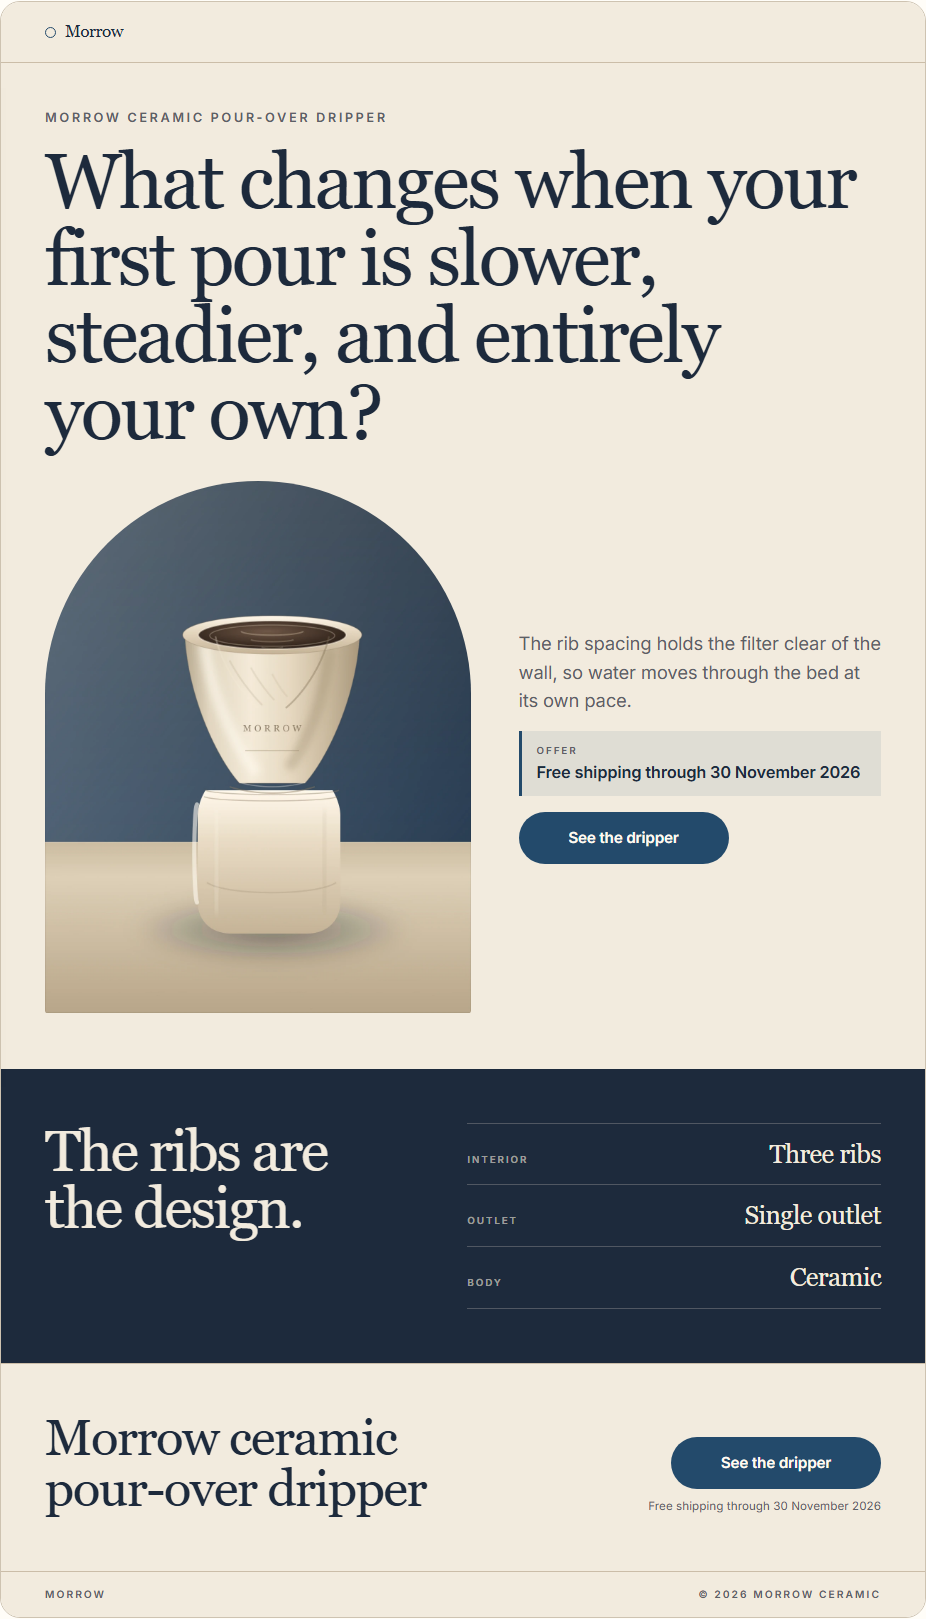 Morrow
MORROW CERAMIC POUR-OVER DRIPPER
What changes when your
first pour is slower,
steadier, and entirely
your own?
MORROW
The rib spacing holds the filter clear of the
wall, so water moves through the bed at
its own pace.
OFFER
Free shipping through 30 November 2026
See the dripper
The ribs are
the design.
INTERIOR
Three ribs
OUTLET
Single outlet
BODY
Ceramic
Morrow ceramic
pour-over dripper
See the dripper
Free shipping through 30 November 2026
MORROW
© 2026 MORROW CERAMIC